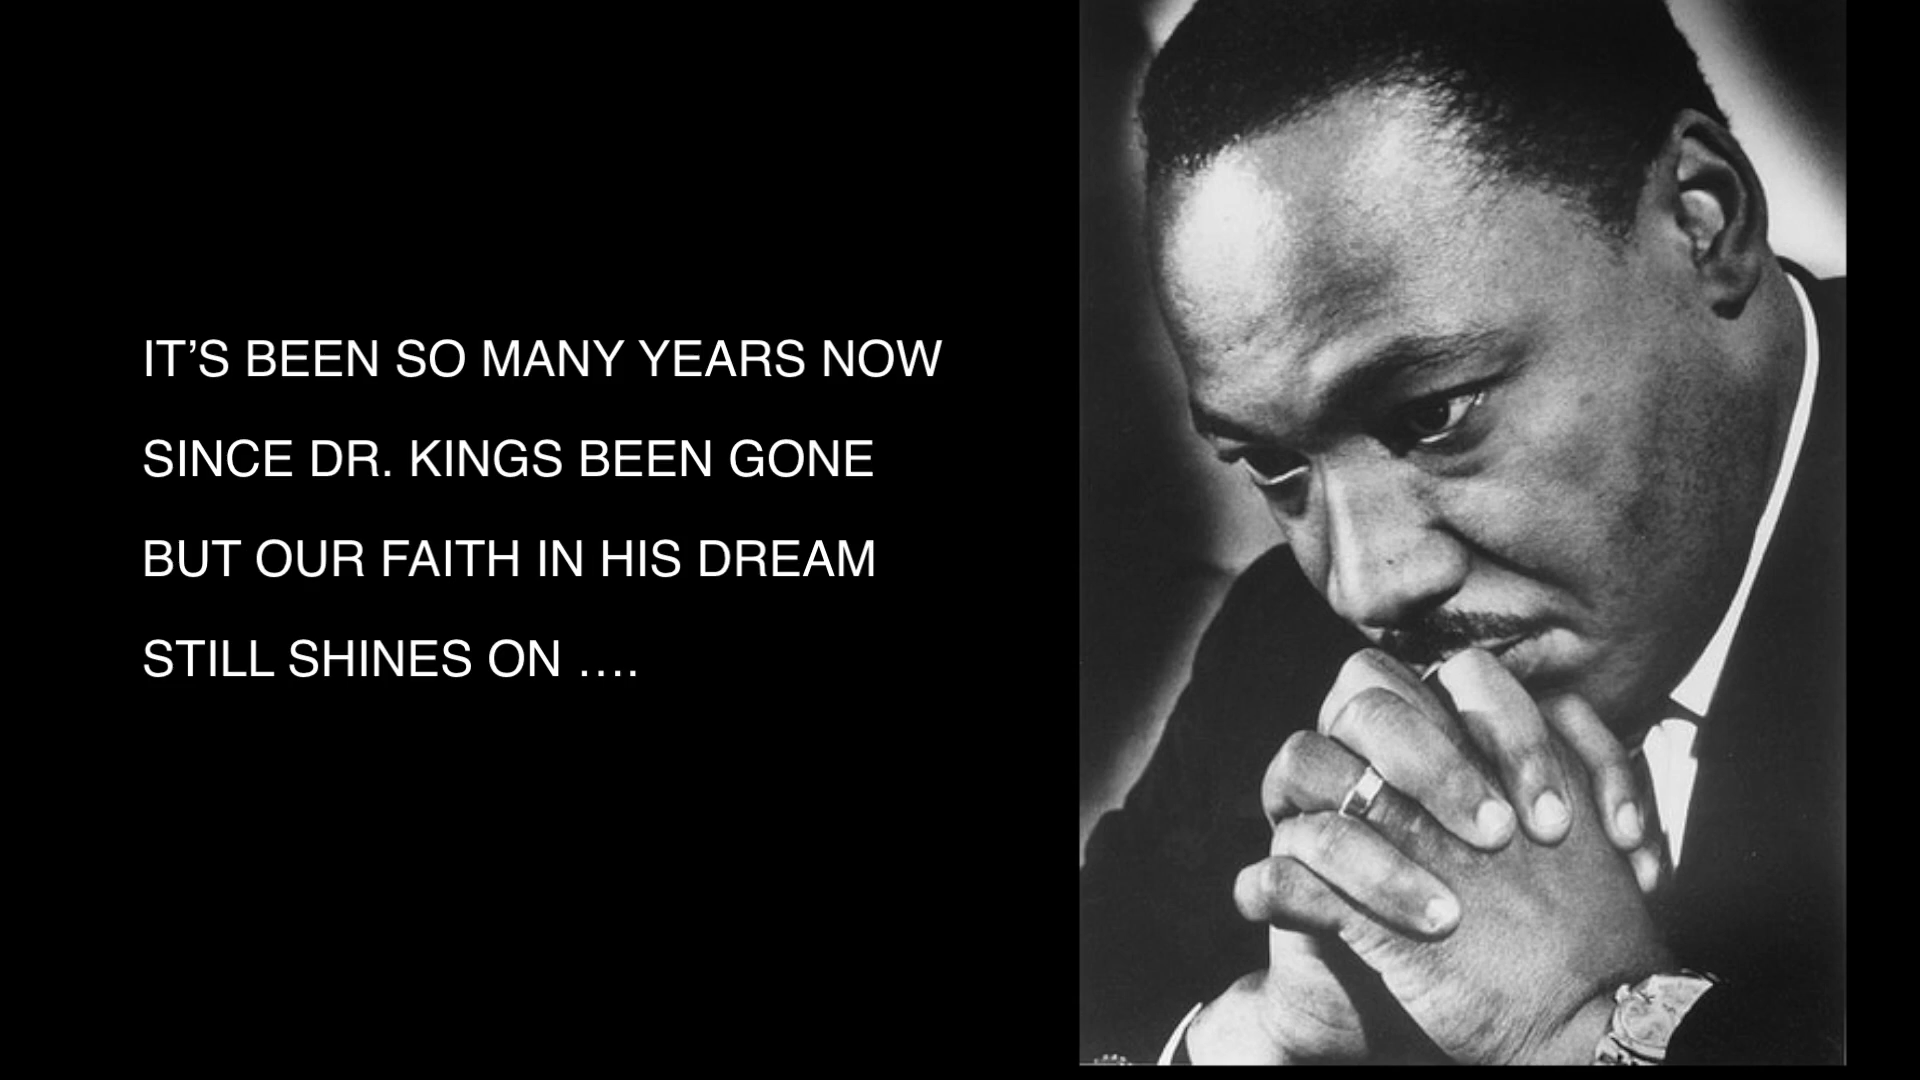 IT’S BEEN SO MANY YEARS NOW
SINCE DR. KINGS BEEN GONE
BUT OUR FAITH IN HIS DREAM
STILL SHINES ON ….